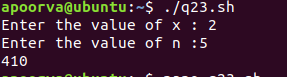 apoorva@ubuntu:~$ ./q23.sh
Enter the value of x : 2
Enter the value of n :5
410